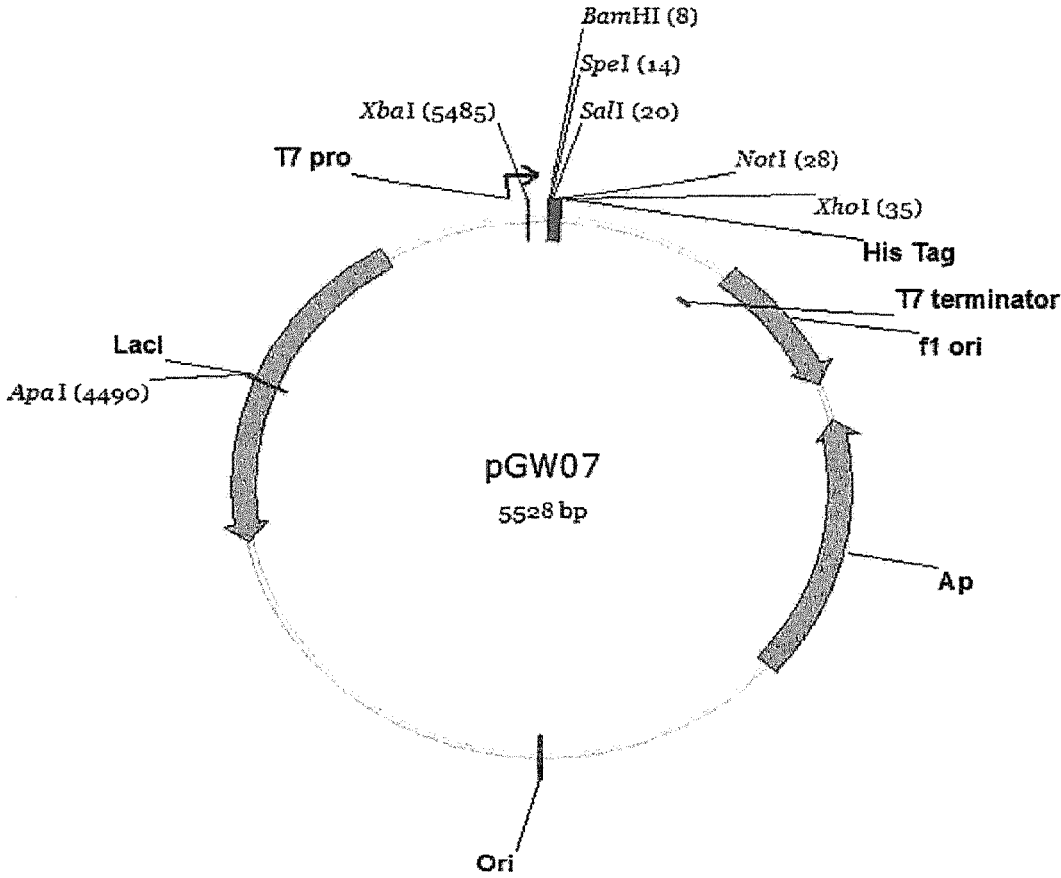 BamHI (8)
SpeI (14)
XbaI (5485)
SalI (20)
T7 pro
NotI (28)
XhoI (35)
His Tag
T7 terminator
f1 ori
LacI
ApaI (4490)
pGW07
5528 bp
Ap
Ori